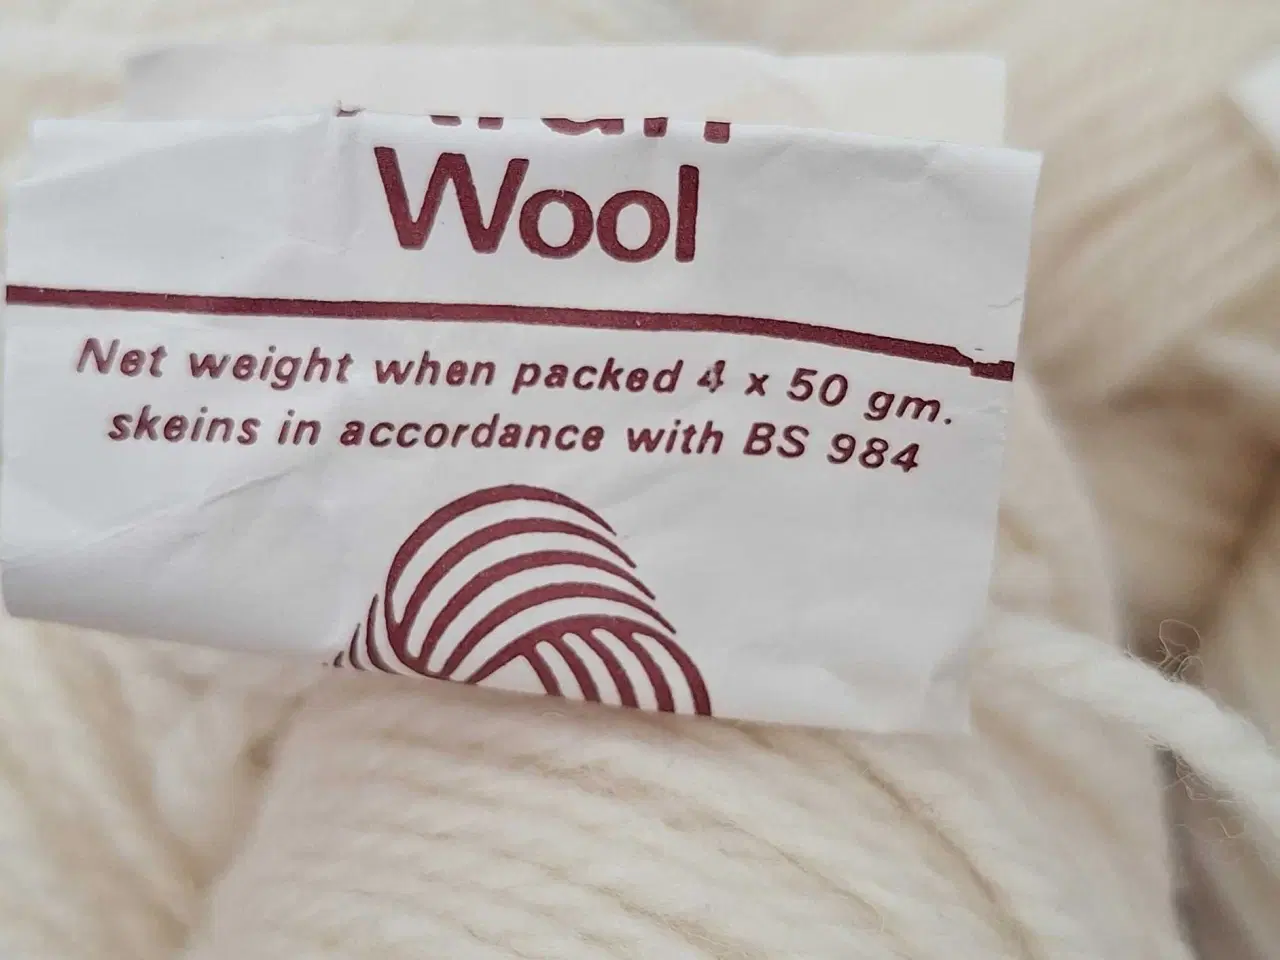 Wool
Net weight when packed 4 x 50 gm.
skeins in accordance with BS 984